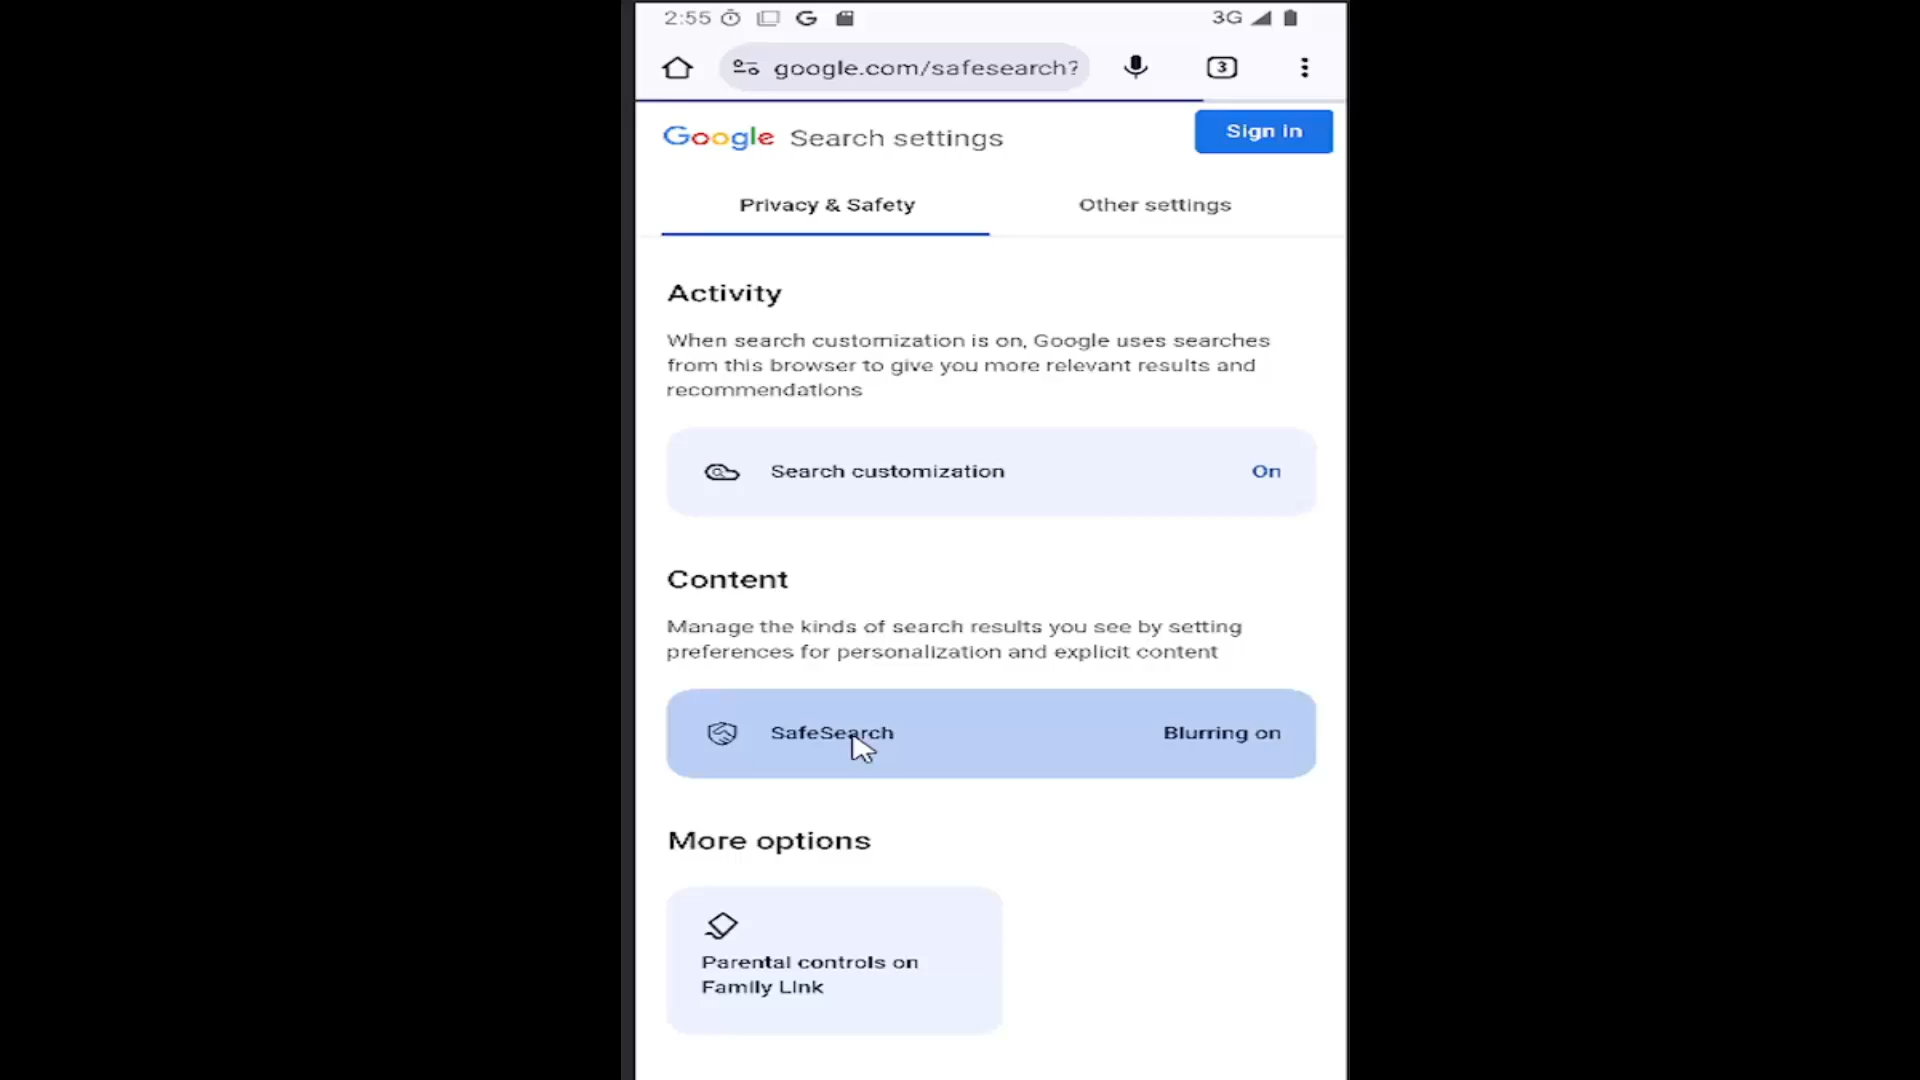 2:55
3G
google.com/safesearch?
3
Google Search settings
Sign in
Privacy & Safety
Other settings
Activity
When search customization is on, Google uses searches
from this browser to give you more relevant results and
recommendations
Search customization
On
Content
Manage the kinds of search results you see by setting
preferences for personalization and explicit content
SafeSearch
Blurring on
More options
Parental controls on
Family Link